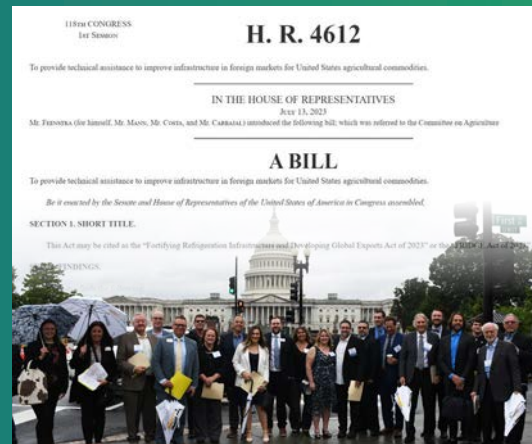 118TH CONGRESS
1ST SESSION
H. R. 4612
To provide technical assistance to improve infrastructure in foreign markets for United States agricultural commodities.
IN THE HOUSE OF REPRESENTATIVES
JULY 13, 2023
Mr. FEENSTRA (for himself, Mr. MANN, Mr. COSTA, and Mr. CARBAJAL) introduced the following bill; which was referred to the Committee on Agriculture
A BILL
To provide technical assistance to improve infrastructure in foreign markets for United States agricultural commodities.
Be it enacted by the Senate and House of Representatives of the United States of America in Congress assembled,
SECTION 1. SHORT TITLE.
This Act may be cited as the “Fortifying Refrigeration Infrastructure and Developing Global Exports Act of 2023” or the Act of
FINDINGS.
First